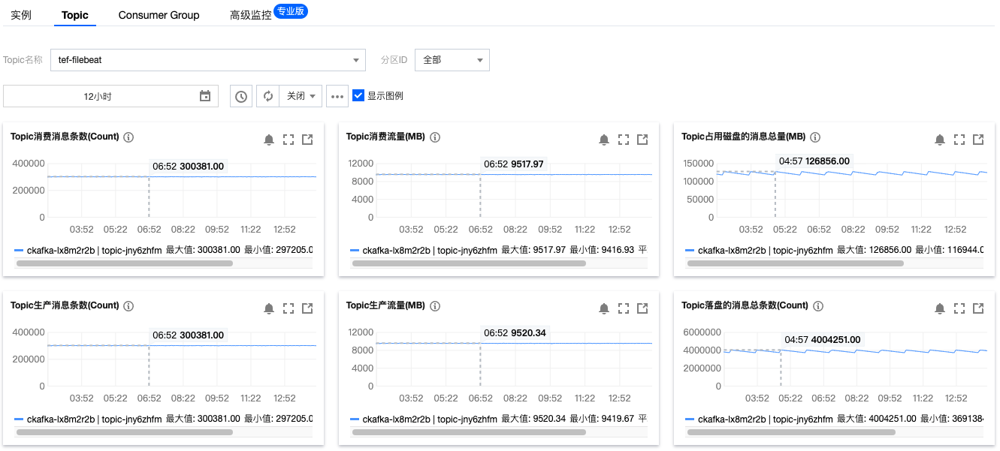 实例 Topic Consumer Group 高级监控 专业版
Topic名称 tef-filebeat 分区ID 全部
12小时 关闭 显示图例
Topic消费消息条数(Count)
06:52 300381.00
400000
200000
0
03:52 05:22 06:52 08:22 09:52 11:22 12:52
ckafka-lx8m2r2b | topic-jny6zhfm 最大值: 300381.00 最小值: 297205.0
Topic消费流量(MB)
06:52 9517.97
12000
8000
4000
0
03:52 05:22 06:52 08:22 09:52 11:22 12:52
ckafka-lx8m2r2b | topic-jny6zhfm 最大值: 9517.97 最小值: 9416.93 平
Topic占用磁盘的消息总量(MB)
04:57 126856.00
150000
100000
50000
0
03:52 05:22 06:52 08:22 09:52 11:22 12:52
ckafka-lx8m2r2b | topic-jny6zhfm 最大值: 126856.00 最小值: 116944.0
Topic生产消息条数(Count)
06:52 300381.00
400000
200000
0
03:52 05:22 06:52 08:22 09:52 11:22 12:52
ckafka-lx8m2r2b | topic-jny6zhfm 最大值: 300381.00 最小值: 297205.0
Topic生产流量(MB)
06:52 9520.34
12000
8000
4000
0
03:52 05:22 06:52 08:22 09:52 11:22 12:52
ckafka-lx8m2r2b | topic-jny6zhfm 最大值: 9520.34 最小值: 9419.67 平
Topic落盘的消息总条数(Count)
04:57 4004251.00
6000000
4000000
2000000
0
03:52 05:22 06:52 08:22 09:52 11:22 12:52
ckafka-lx8m2r2b | topic-jny6zhfm 最大值: 4004251.00 最小值: 3691384